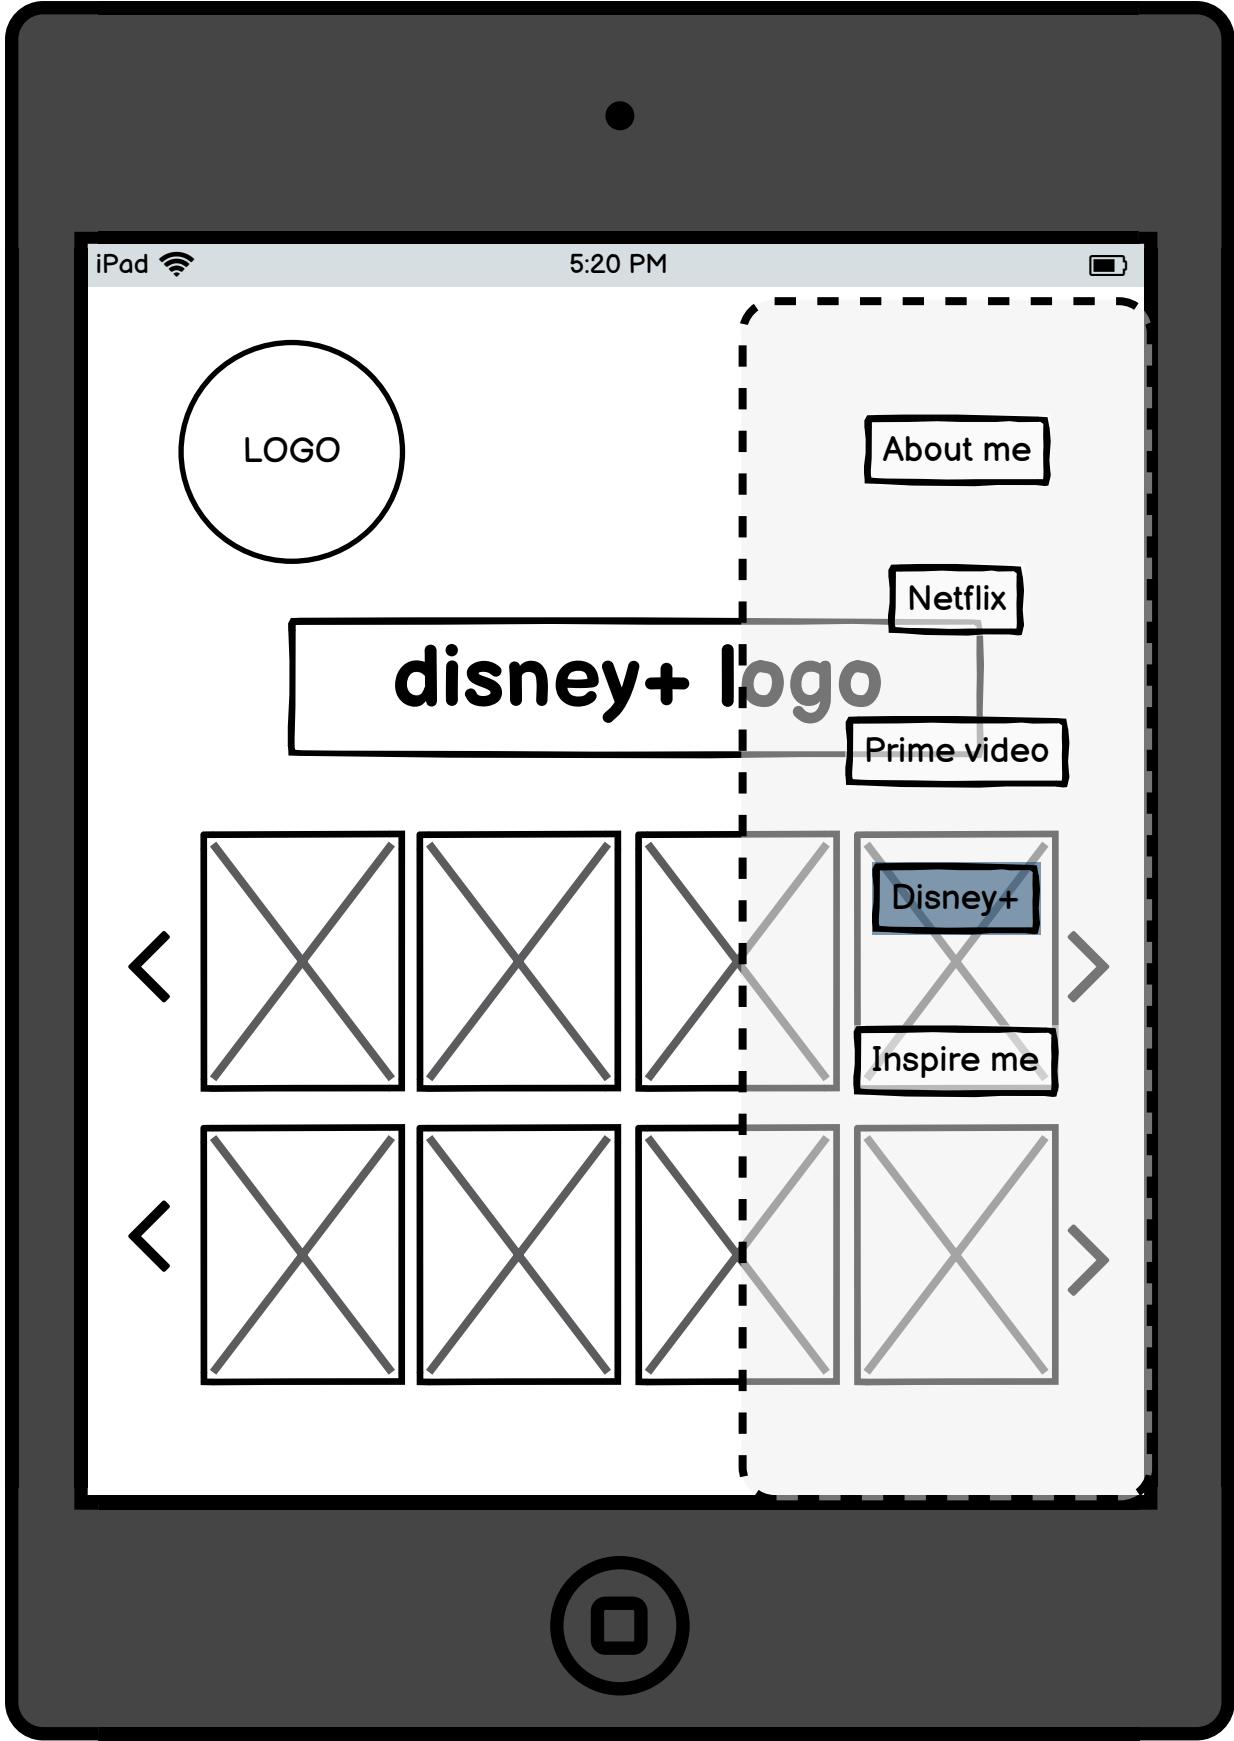 iPad
5:20 PM
LOGO
About me
Netflix
disney+ logo
Prime video
Disney+
Inspire me